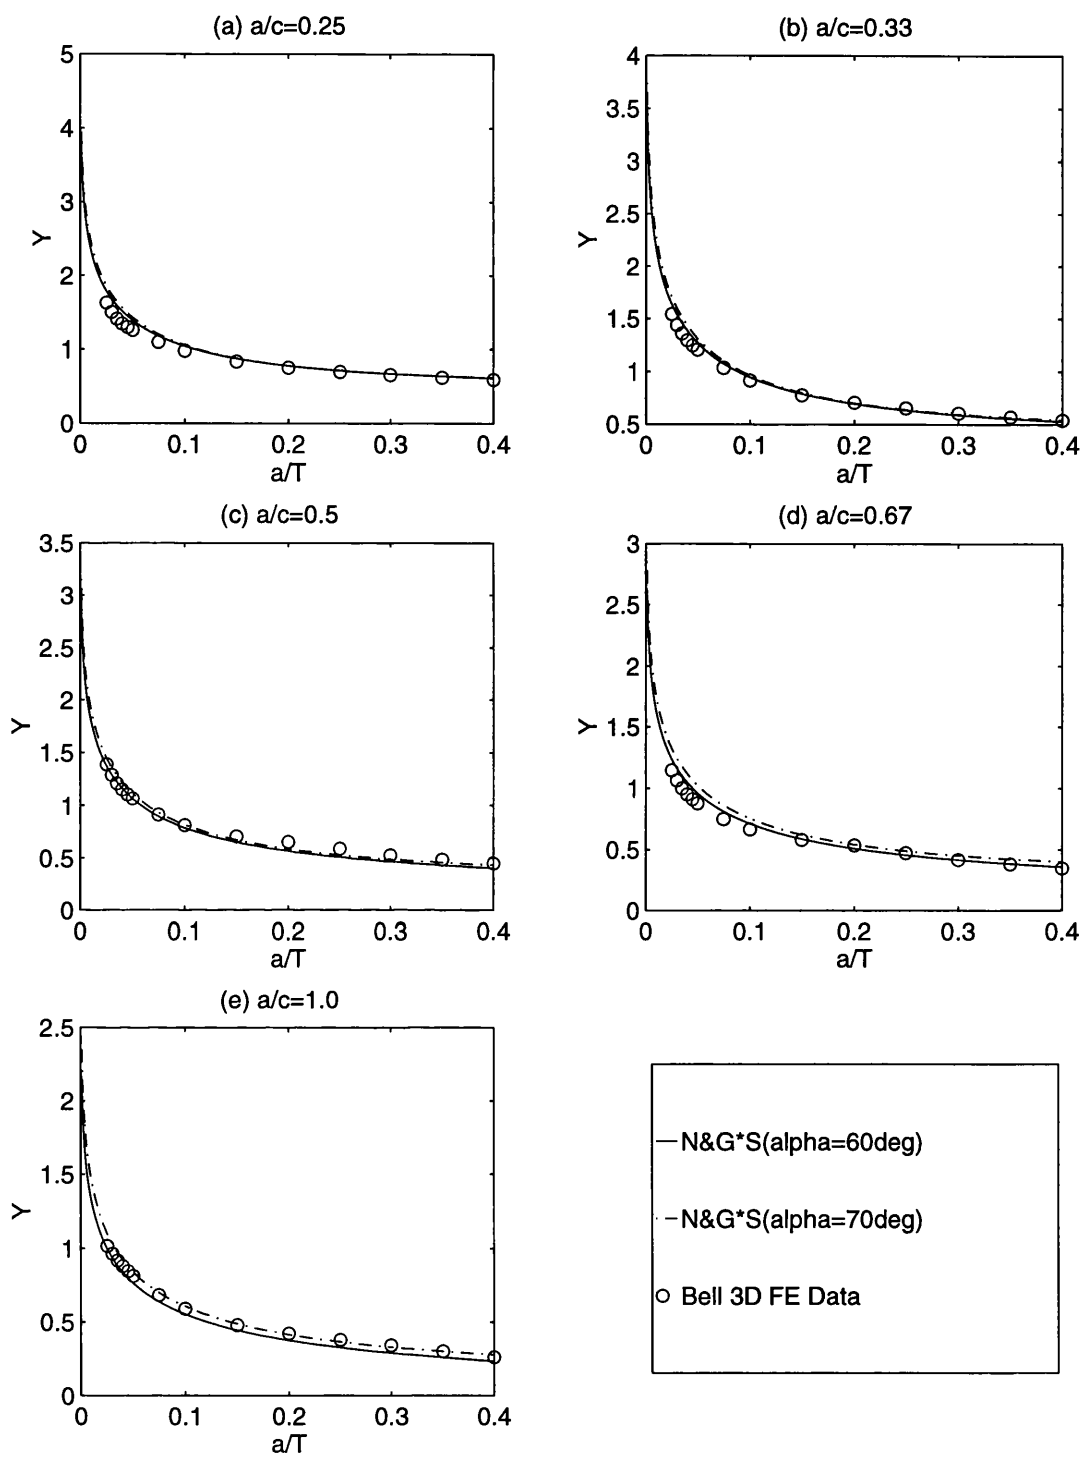 (a) a/c=0.25
5
4
3
2
1
0
Y
0 0.1 0.2 0.3 0.4
a/T
(b) a/c=0.33
4
3.5
3
2.5
2
1.5
1
0.5
Y
0 0.1 0.2 0.3 0.4
a/T
(c) a/c=0.5
3.5
3
2.5
2
1.5
1
0.5
0
Y
0 0.1 0.2 0.3 0.4
a/T
(d) a/c=0.67
3
2.5
2
1.5
1
0.5
0
Y
0 0.1 0.2 0.3 0.4
a/T
(e) a/c=1.0
2.5
2
1.5
1
0.5
0
Y
0 0.1 0.2 0.3 0.4
a/T
N&G*S(alpha=60deg)
N&G*S(alpha=70deg)
Bell 3D FE Data